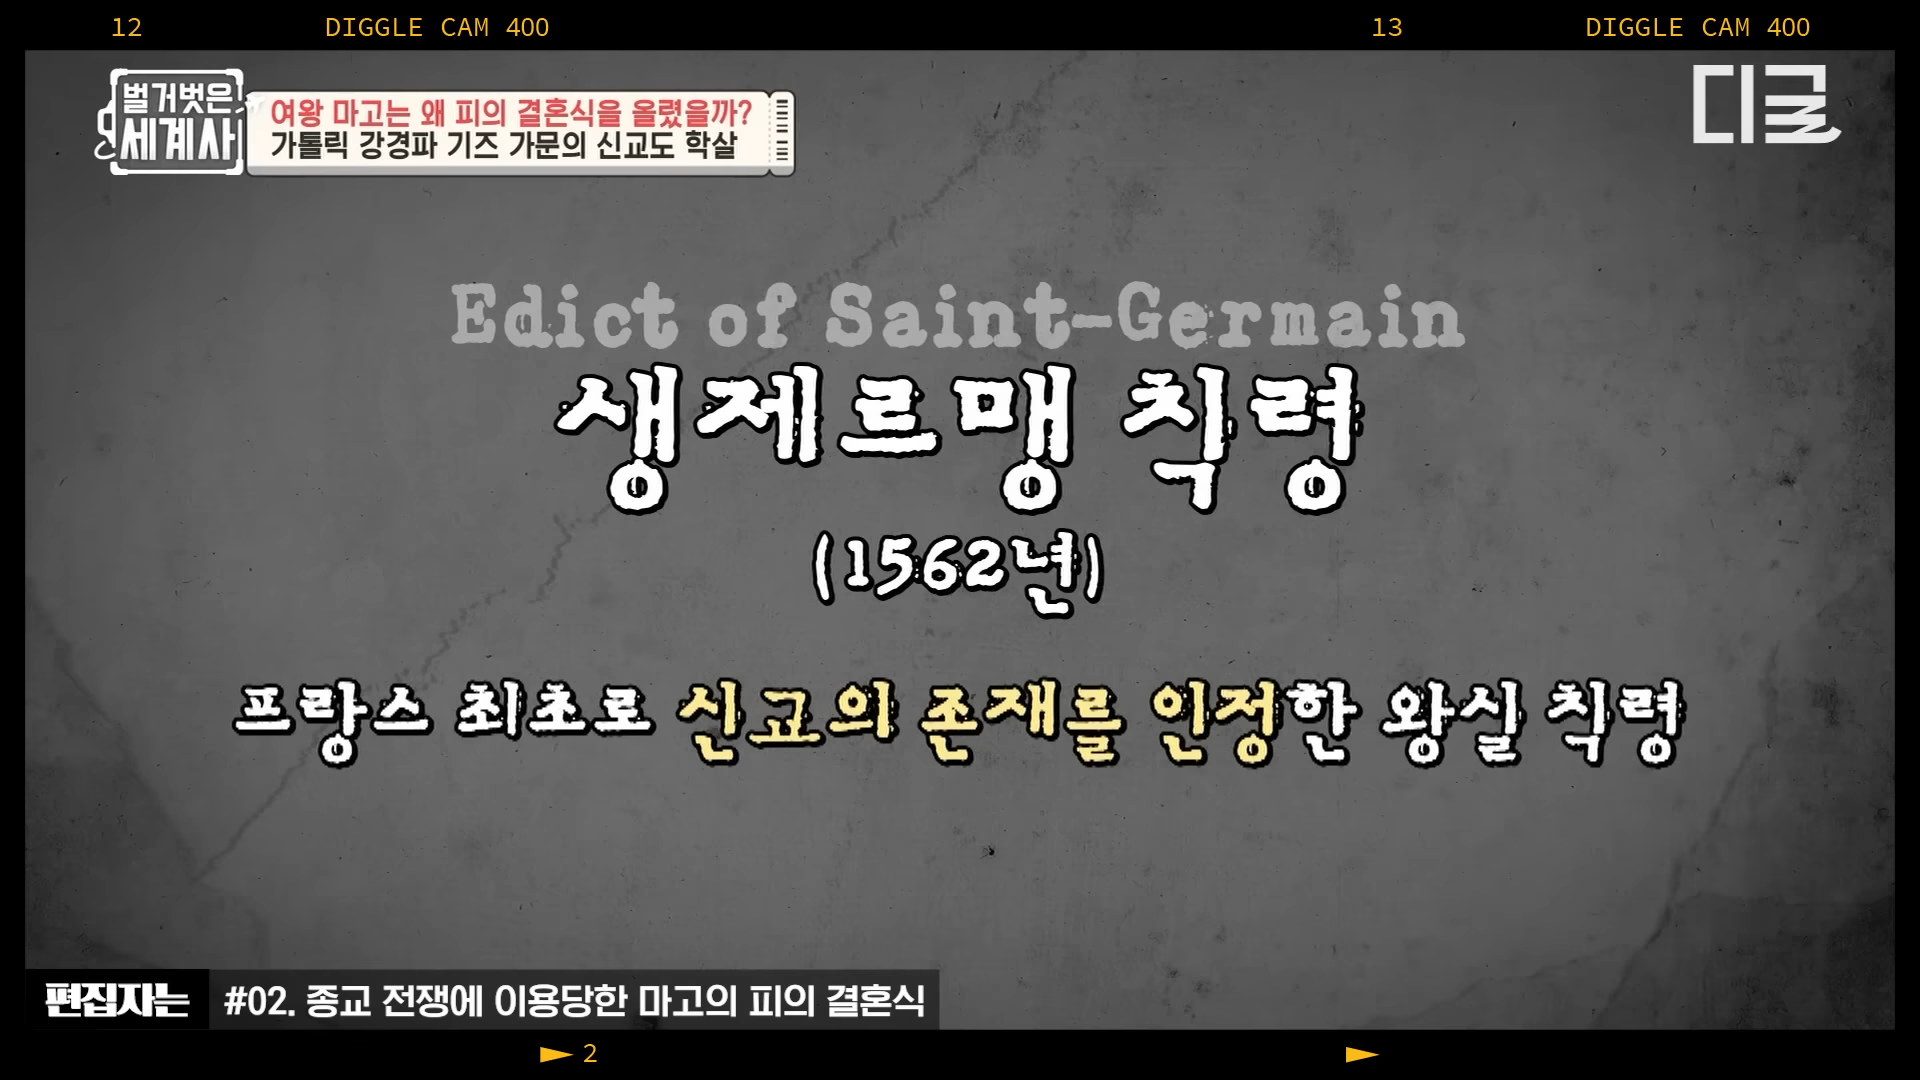 12 DIGGLE CAM 400 13 DIGGLE CAM 400
벌거벗은 세계사
여왕 마고는 왜 피의 결혼식을 올렸을까?
가톨릭 강경파 기즈 가문의 신교도 학살
디글
Edict of Saint-Germain
생제르맹 칙령
(1562년)
프랑스 최초로 신교의 존재를 인정한 왕실 칙령
편집자는 #02. 종교 전쟁에 이용당한 마고의 피의 결혼식
2